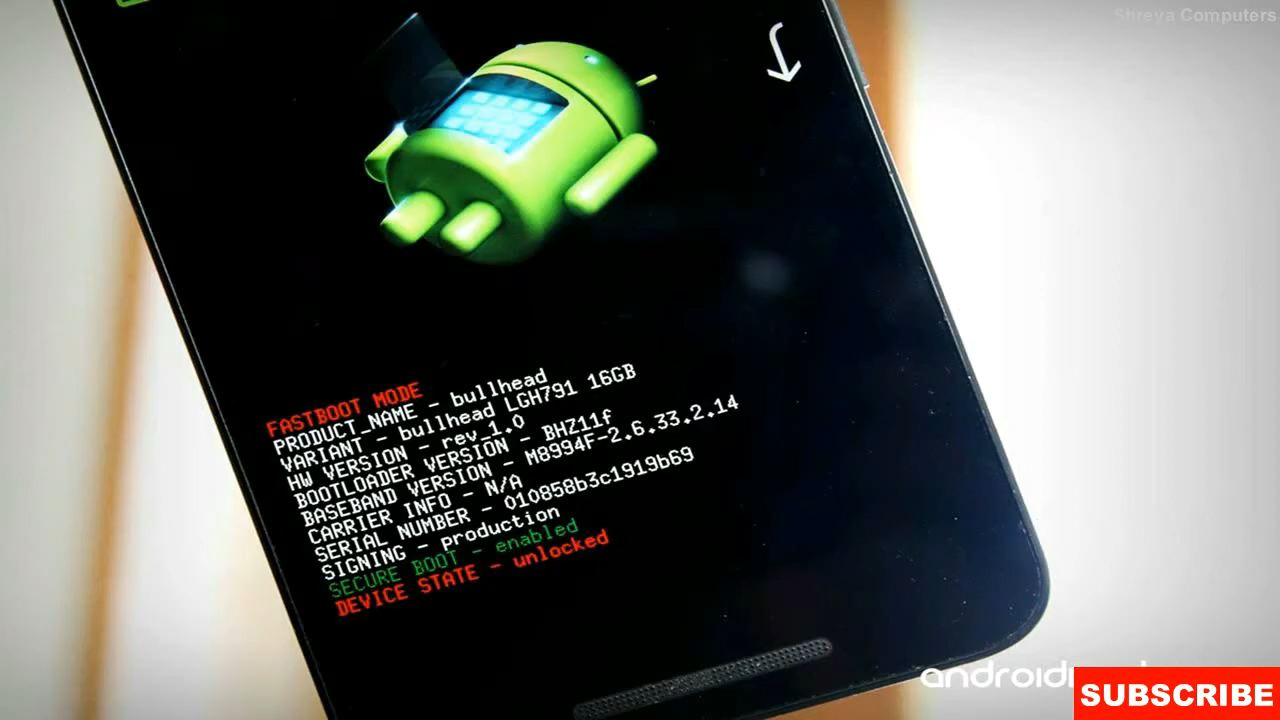 Shreya Computers
FASTBOOT MODE
PRODUCT_NAME - bullhead
VARIANT - bullhead LGH791 16GB
HW VERSION - rev_1.0
BOOTLOADER VERSION - BHZ11f
BASEBAND VERSION - M8994F-2.6.33.2.14
CARRIER INFO - N/A
SERIAL NUMBER - 010858b3c1919b69
SIGNING - production
SECURE BOOT - enabled
DEVICE STATE - unlocked
SUBSCRIBE